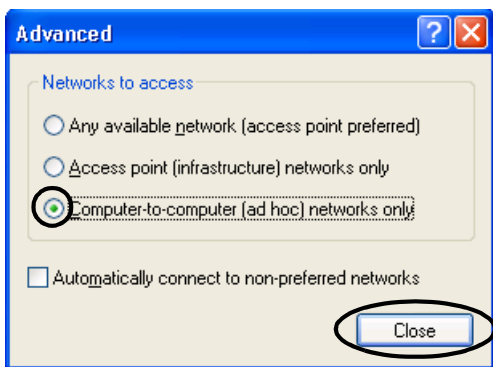 Advanced
?
Networks to access
Any available network (access point preferred)
Access point (infrastructure) networks only
Computer-to-computer (ad hoc) networks only
Automatically connect to non-preferred networks
Close